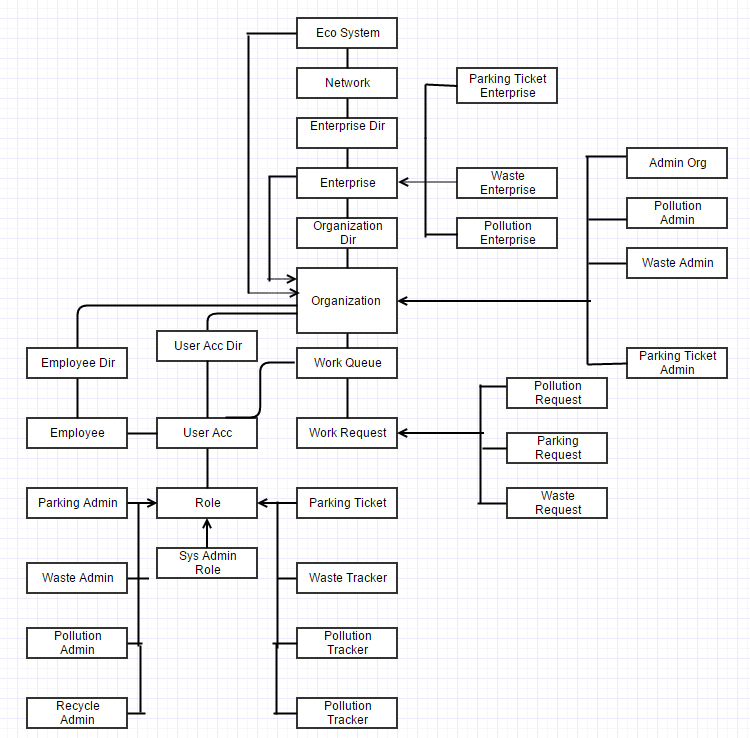 Eco System
Network
Parking Ticket
Enterprise
Enterprise Dir
Admin Org
Enterprise
Waste
Enterprise
Pollution
Admin
Organization
Dir
Pollution
Enterprise
Waste Admin
Organization
User Acc Dir
Employee Dir
Work Queue
Parking Ticket
Admin
Pollution
Request
Employee
User Acc
Work Request
Parking
Request
Parking Admin
Role
Parking Ticket
Waste
Request
Sys Admin
Role
Waste Admin
Waste Tracker
Pollution
Admin
Pollution
Tracker
Recycle
Admin
Pollution
Tracker